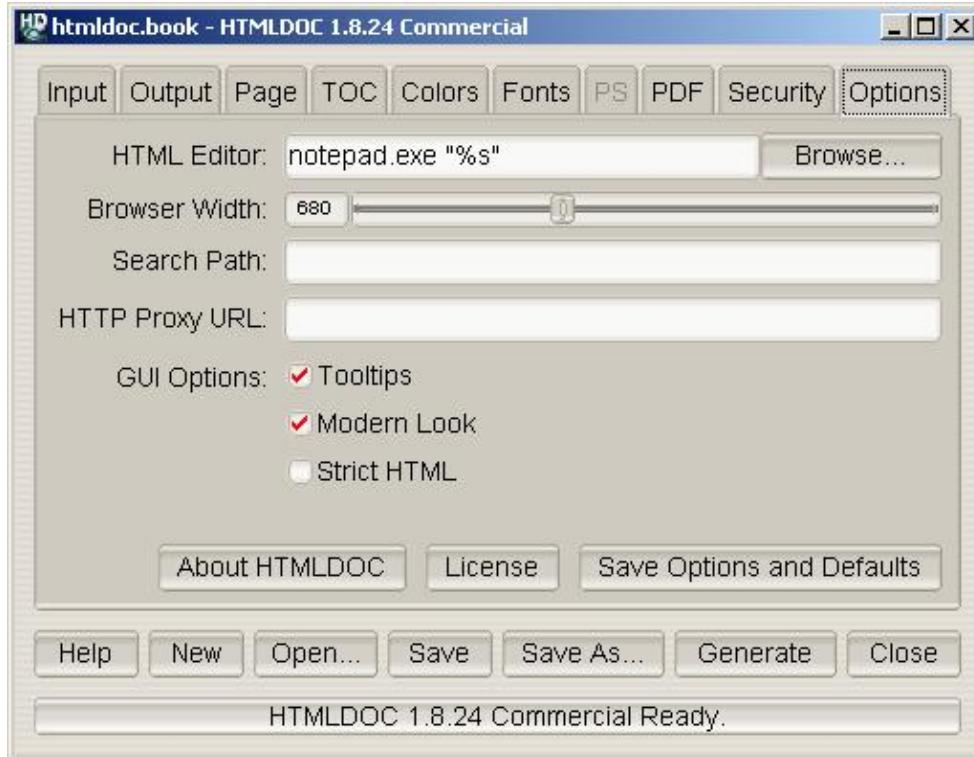 htmldoc.book - HTMLDOC 1.8.24 Commercial
Input Output Page TOC Colors Fonts PS PDF Security Options
HTML Editor: notepad.exe "%s" Browse...
Browser Width: 680
Search Path:
HTTP Proxy URL:
GUI Options: Tooltips
Modern Look
Strict HTML
About HTMLDOC License Save Options and Defaults
Help New Open... Save Save As... Generate Close
HTMLDOC 1.8.24 Commercial Ready.